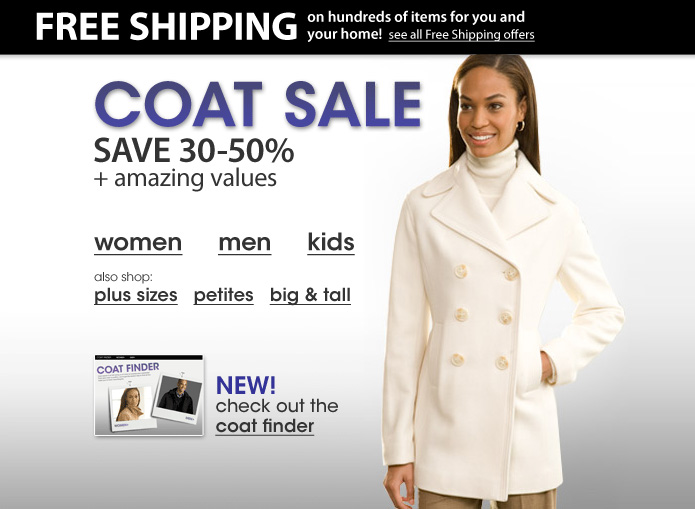 FREE SHIPPING on hundreds of items for you and
your home! see all Free Shipping offers
COAT SALE
SAVE 30-50%
+ amazing values
women men kids
also shop:
plus sizes petites big & tall
COAT FINDER
NEW!
check out the
coat finder